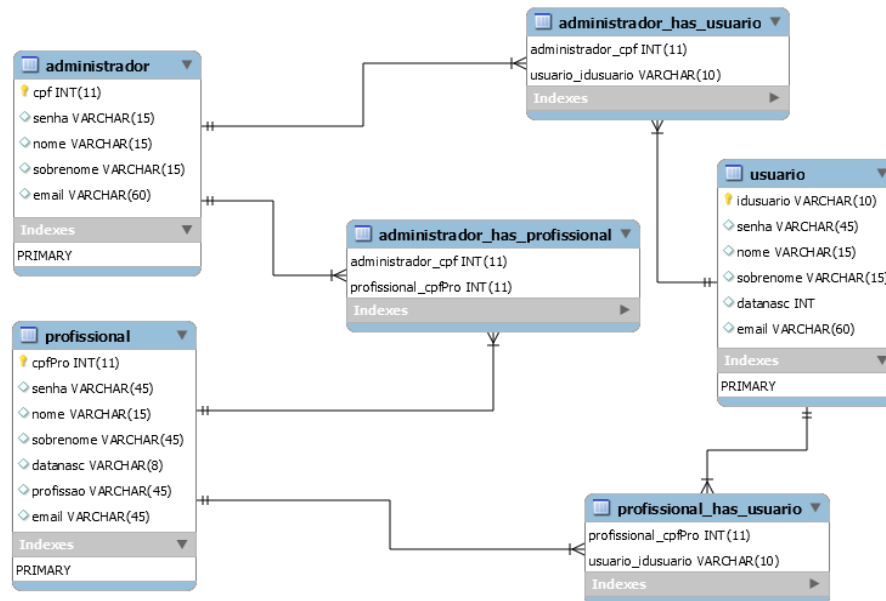 administrador
cpf INT(11)
senha VARCHAR(15)
nome VARCHAR(15)
sobrenome VARCHAR(15)
email VARCHAR(60)
Indexes
PRIMARY
administrador_has_usuario
administrador_cpf INT(11)
usuario_idusuario VARCHAR(10)
Indexes
administrador_has_profissional
administrador_cpf INT(11)
profissional_cpfPro INT(11)
Indexes
usuario
idusuario VARCHAR(10)
senha VARCHAR(45)
nome VARCHAR(15)
sobrenome VARCHAR(15)
datanasc INT
email VARCHAR(60)
Indexes
PRIMARY
profissional
cpfPro INT(11)
senha VARCHAR(45)
nome VARCHAR(15)
sobrenome VARCHAR(45)
datanasc VARCHAR(8)
profissao VARCHAR(45)
email VARCHAR(45)
Indexes
PRIMARY
profissional_has_usuario
profissional_cpfPro INT(11)
usuario_idusuario VARCHAR(10)
Indexes